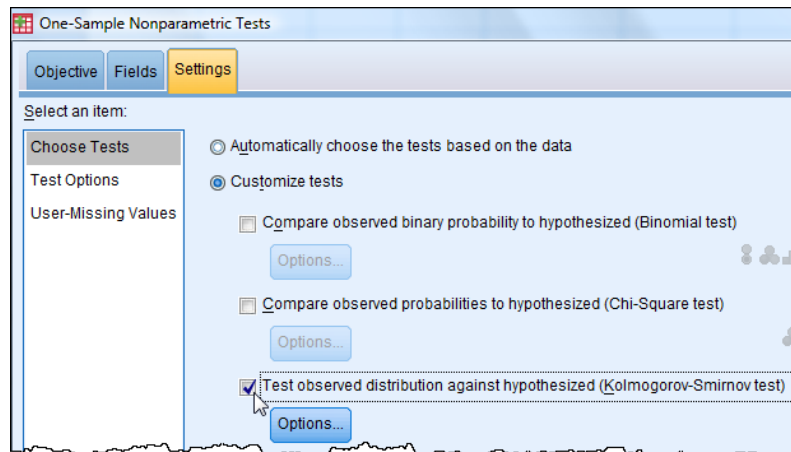 One-Sample Nonparametric Tests
Objective Fields Settings
Select an item:
Choose Tests
Test Options
User-Missing Values
Automatically choose the tests based on the data
Customize tests
Compare observed binary probability to hypothesized (Binomial test)
Options...
Compare observed probabilities to hypothesized (Chi-Square test)
Options...
Test observed distribution against hypothesized (Kolmogorov-Smirnov test)
Options...